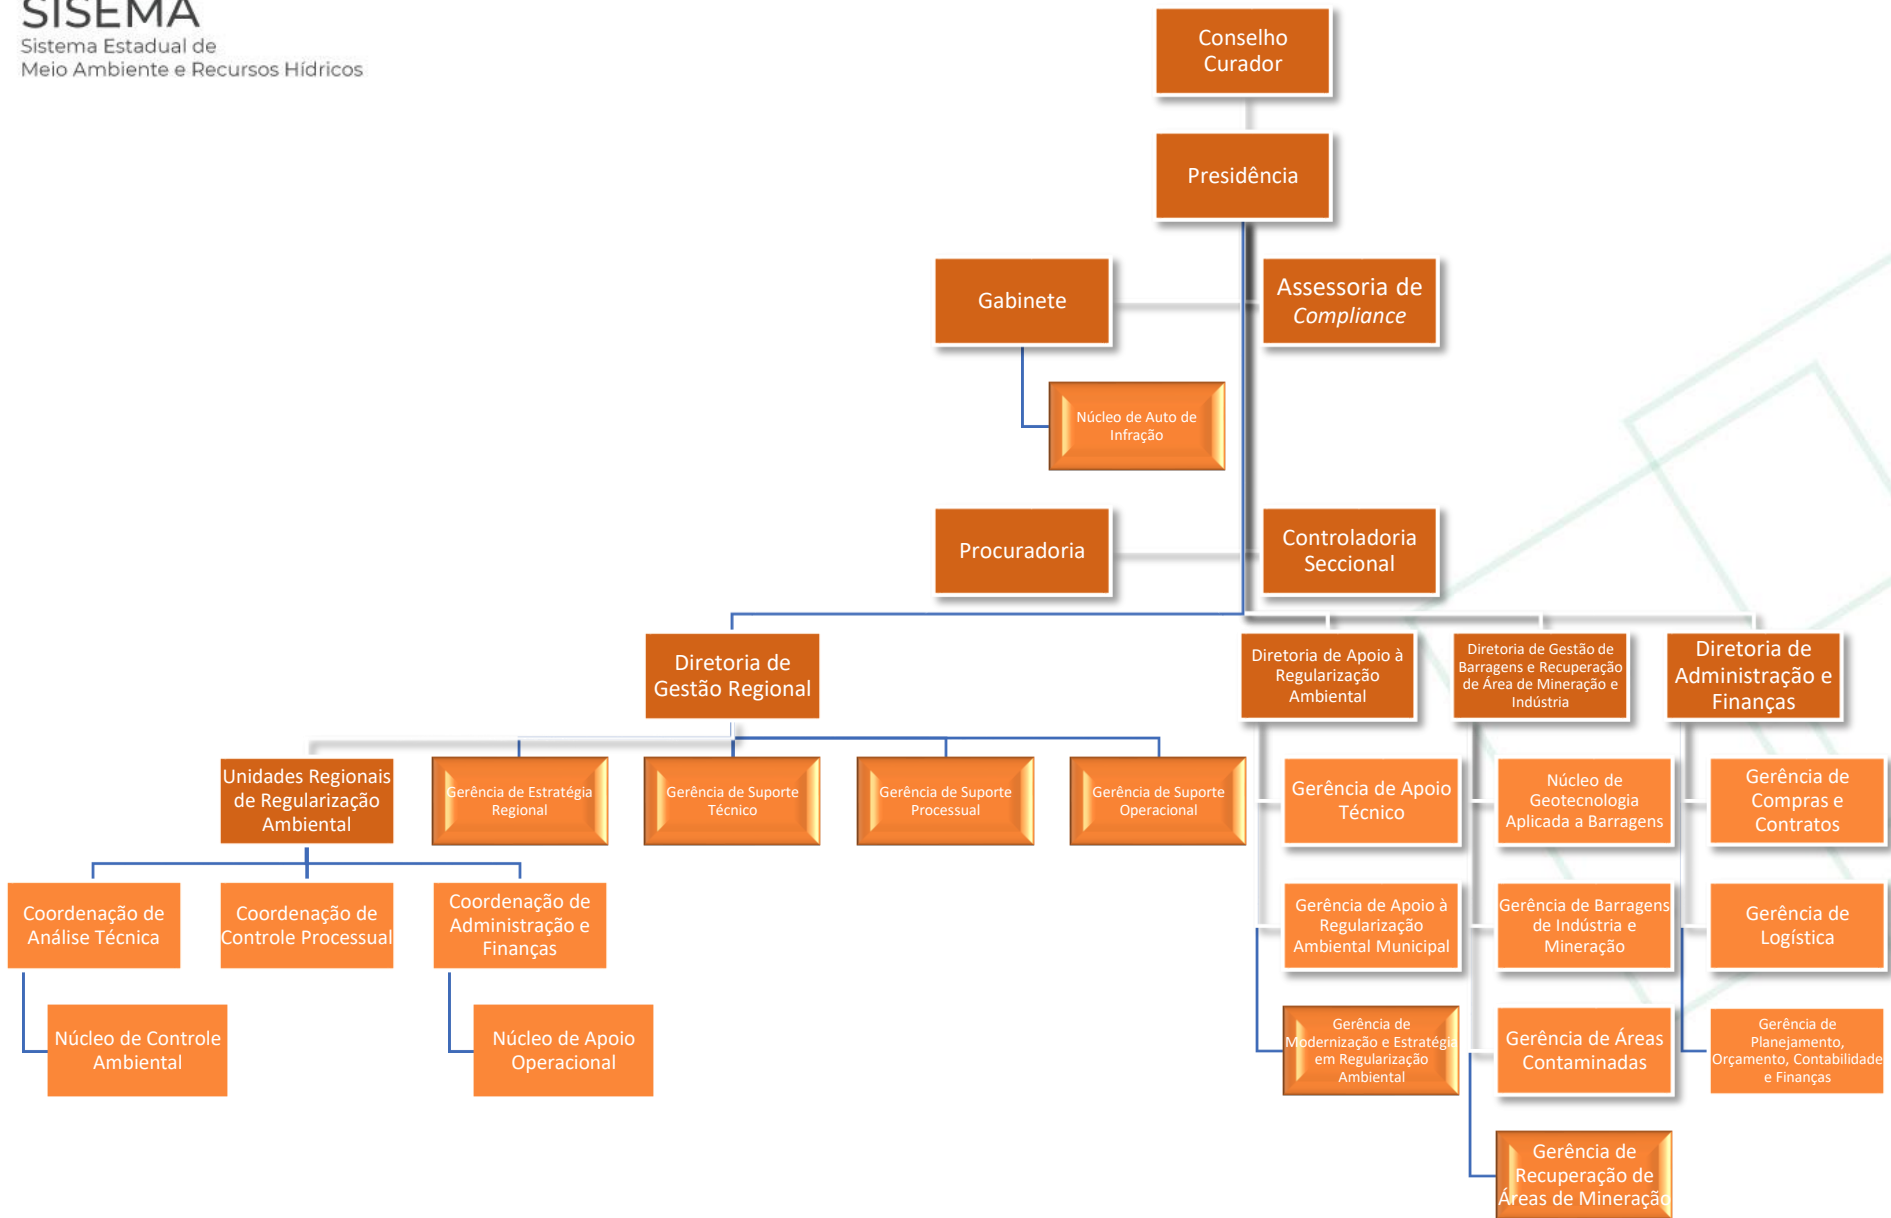 SISEMA
Sistema Estadual de
Meio Ambiente e Recursos Hídricos
Conselho
Curador
Presidência
Gabinete
Assessoria de
Compliance
Núcleo de Auto de
Infração
Procuradoria
Controladoria
Seccional
Diretoria de
Gestão Regional
Diretoria de Apoio à
Regularização
Ambiental
Diretoria de Gestão de
Barragens e Recuperação
de Área de Mineração e
Indústria
Diretoria de
Administração e
Finanças
Unidades Regionais
de Regularização
Ambiental
Gerência de Estratégia
Regional
Gerência de Suporte
Técnico
Gerência de Suporte
Processual
Gerência de Suporte
Operacional
Gerência de Apoio
Técnico
Núcleo de
Geotecnologia
Aplicada a Barragens
Gerência de
Compras e
Contratos
Coordenação de
Análise Técnica
Coordenação de
Controle Processual
Coordenação de
Administração e
Finanças
Gerência de Apoio à
Regularização
Ambiental Municipal
Gerência de Barragens
de Indústria e
Mineração
Gerência de
Logística
Núcleo de Controle
Ambiental
Núcleo de Apoio
Operacional
Gerência de
Modernização e Estratégia
em Regularização
Ambiental
Gerência de Áreas
Contaminadas
Gerência de
Planejamento,
Orçamento, Contabilidade
e Finanças
Gerência de
Recuperação de
Áreas de Mineração